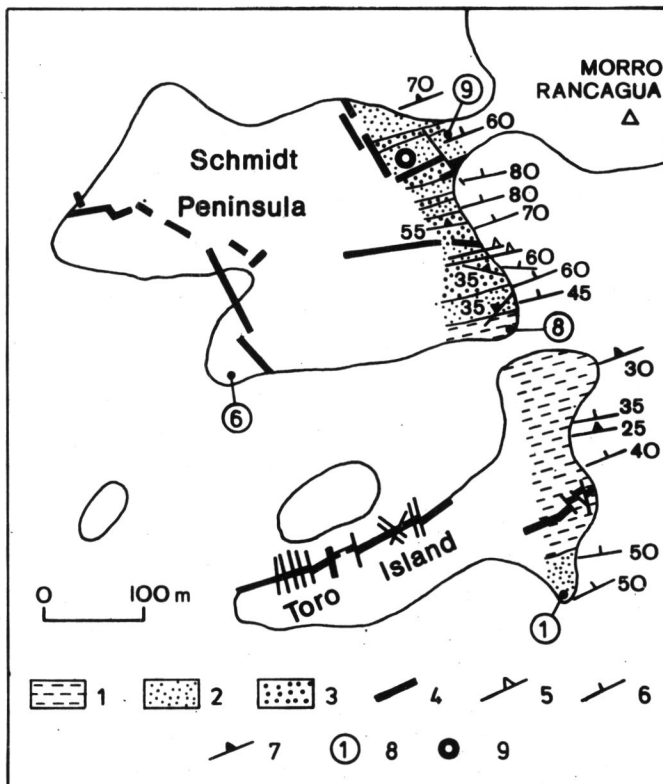 70
⑨
MORRO
RANCAGUA
60
Schmidt
Peninsula
80
80
70
55
60
35
60
35
45
⑧
30
⑥
35
25
40
Toro Island
50
50
0 100 m
①
1 2 3 4 5 6
7 ① 8 9